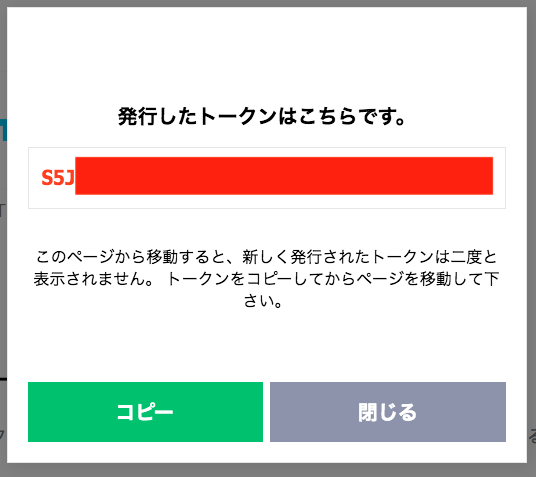 発行したトークンはこちらです。
S5J
このページから移動すると、新しく発行されたトークンは二度と
表示されません。 トークンをコピーしてからページを移動して下
さい。
コピー
閉じる